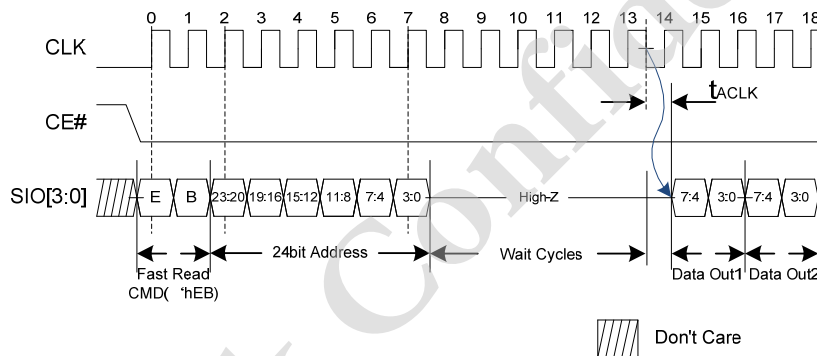 0 1 2 3 4 5 6 7 8 9 10 11 12 13 14 15 16 17 18
CLK
tACLK
CE#
SIO[3:0] E B 23:20 19:16 15:12 11:8 7:4 3:0 High-Z 7:4 3:0 7:4 3:0
24bit Address Wait Cycles
Fast Read Data Out1 Data Out2
CMD( 'hEB)
Don't Care
Confide